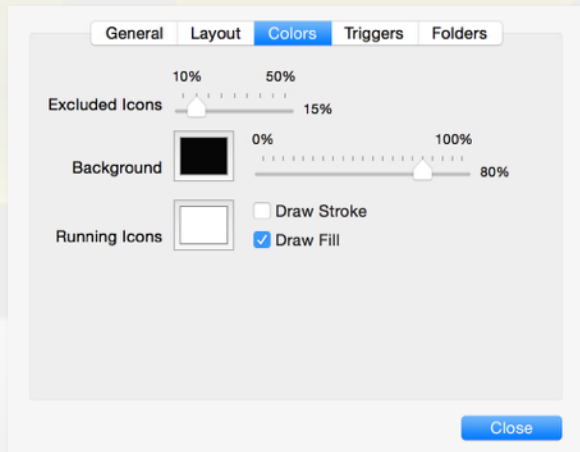 General Layout Colors Triggers Folders
10% 50%
Excluded Icons 15%
0% 100%
Background 80%
Draw Stroke
Running Icons
Draw Fill
Close